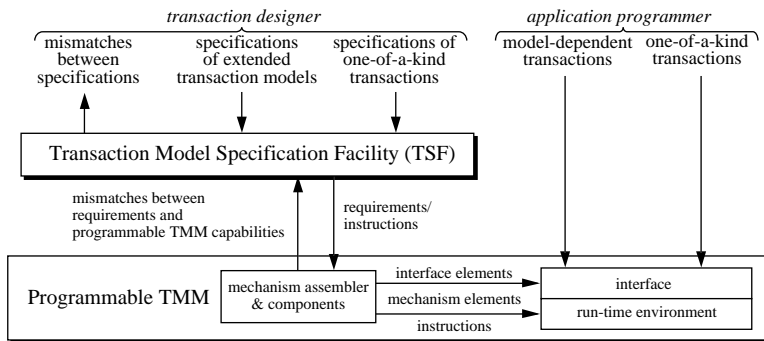 transaction designer
application programmer
mismatches
between
specifications
specifications
of extended
transaction models
specifications of
one-of-a-kind
transactions
model-dependent
transactions
one-of-a-kind
transactions
Transaction Model Specification Facility (TSF)
mismatches between
requirements and
programmable TMM capabilities
requirements/
instructions
Programmable TMM
mechanism assembler
& components
interface elements
mechanism elements
instructions
interface
run-time environment